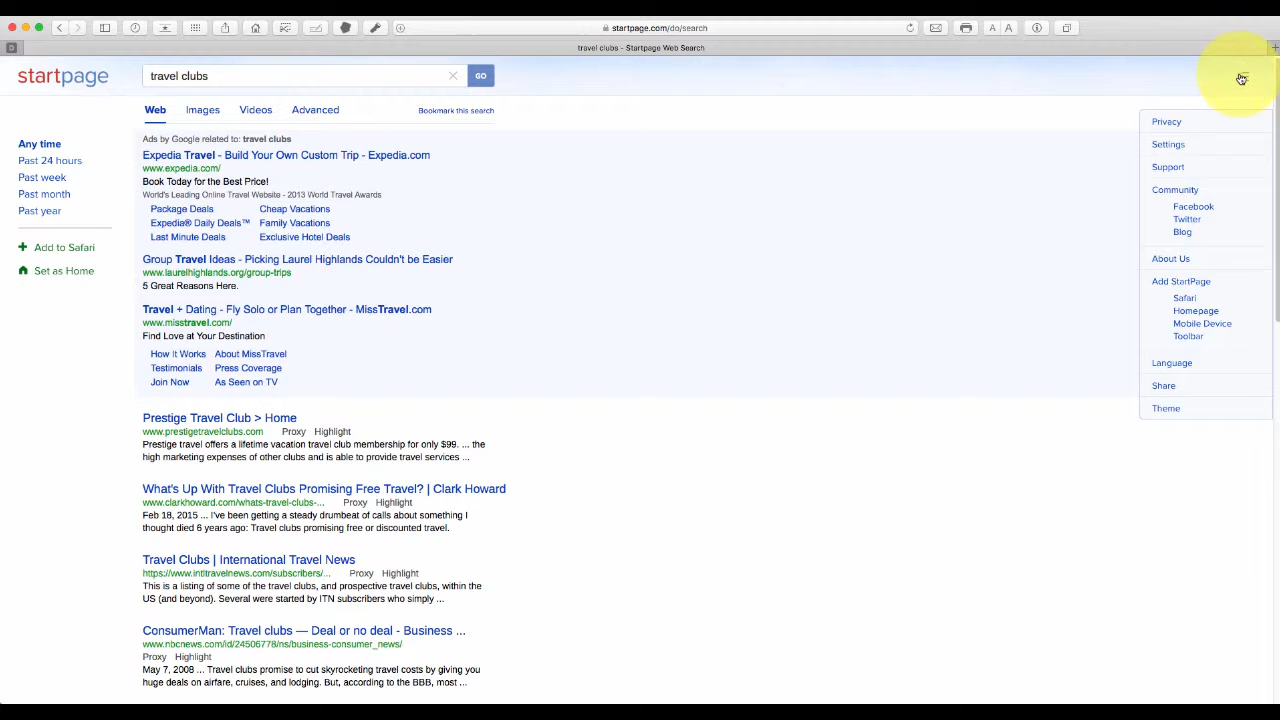 startpage.com/do/search
A A
D
travel clubs - Startpage Web Search
startpage
travel clubs
GO
Web Images Videos Advanced
Bookmark this search
Any time
Past 24 hours
Past week
Past month
Past year
Add to Safari
Set as Home
Ads by Google related to: travel clubs
Expedia Travel - Build Your Own Custom Trip - Expedia.com
www.expedia.com/
Book Today for the Best Price!
World's Leading Online Travel Website - 2013 World Travel Awards
Package Deals Cheap Vacations
Expedia® Daily Deals™ Family Vacations
Last Minute Deals Exclusive Hotel Deals
Group Travel Ideas - Picking Laurel Highlands Couldn't be Easier
www.laurelhighlands.org/group-trips
5 Great Reasons Here.
Travel + Dating - Fly Solo or Plan Together - MissTravel.com
www.misstravel.com/
Find Love at Your Destination
How It Works About MissTravel
Testimonials Press Coverage
Join Now As Seen on TV
Prestige Travel Club > Home
www.prestigetravelclubs.com Proxy Highlight
Prestige travel offers a lifetime vacation travel club membership for only $99. ... the
high marketing expenses of other clubs and is able to provide travel services ...
What's Up With Travel Clubs Promising Free Travel? | Clark Howard
www.clarkhoward.com/whats-travel-clubs-... Proxy Highlight
Feb 18, 2015 ... I've been getting a steady drumbeat of calls about something I
thought died 6 years ago: Travel clubs promising free or discounted travel.
Travel Clubs | International Travel News
https://www.intltravelnews.com/subscribers/... Proxy Highlight
This is a listing of some of the travel clubs, and prospective travel clubs, within the
US (and beyond). Several were started by ITN subscribers who simply ...
ConsumerMan: Travel clubs — Deal or no deal - Business ...
www.nbcnews.com/id/24506778/ns/business-consumer_news/
Proxy Highlight
May 7, 2008 ... Travel clubs promise to cut skyrocketing travel costs by giving you
huge deals on airfare, cruises, and lodging. But, according to the BBB, most ...
Privacy
Settings
Support
Community
Facebook
Twitter
Blog
About Us
Add StartPage
Safari
Homepage
Mobile Device
Toolbar
Language
Share
Theme